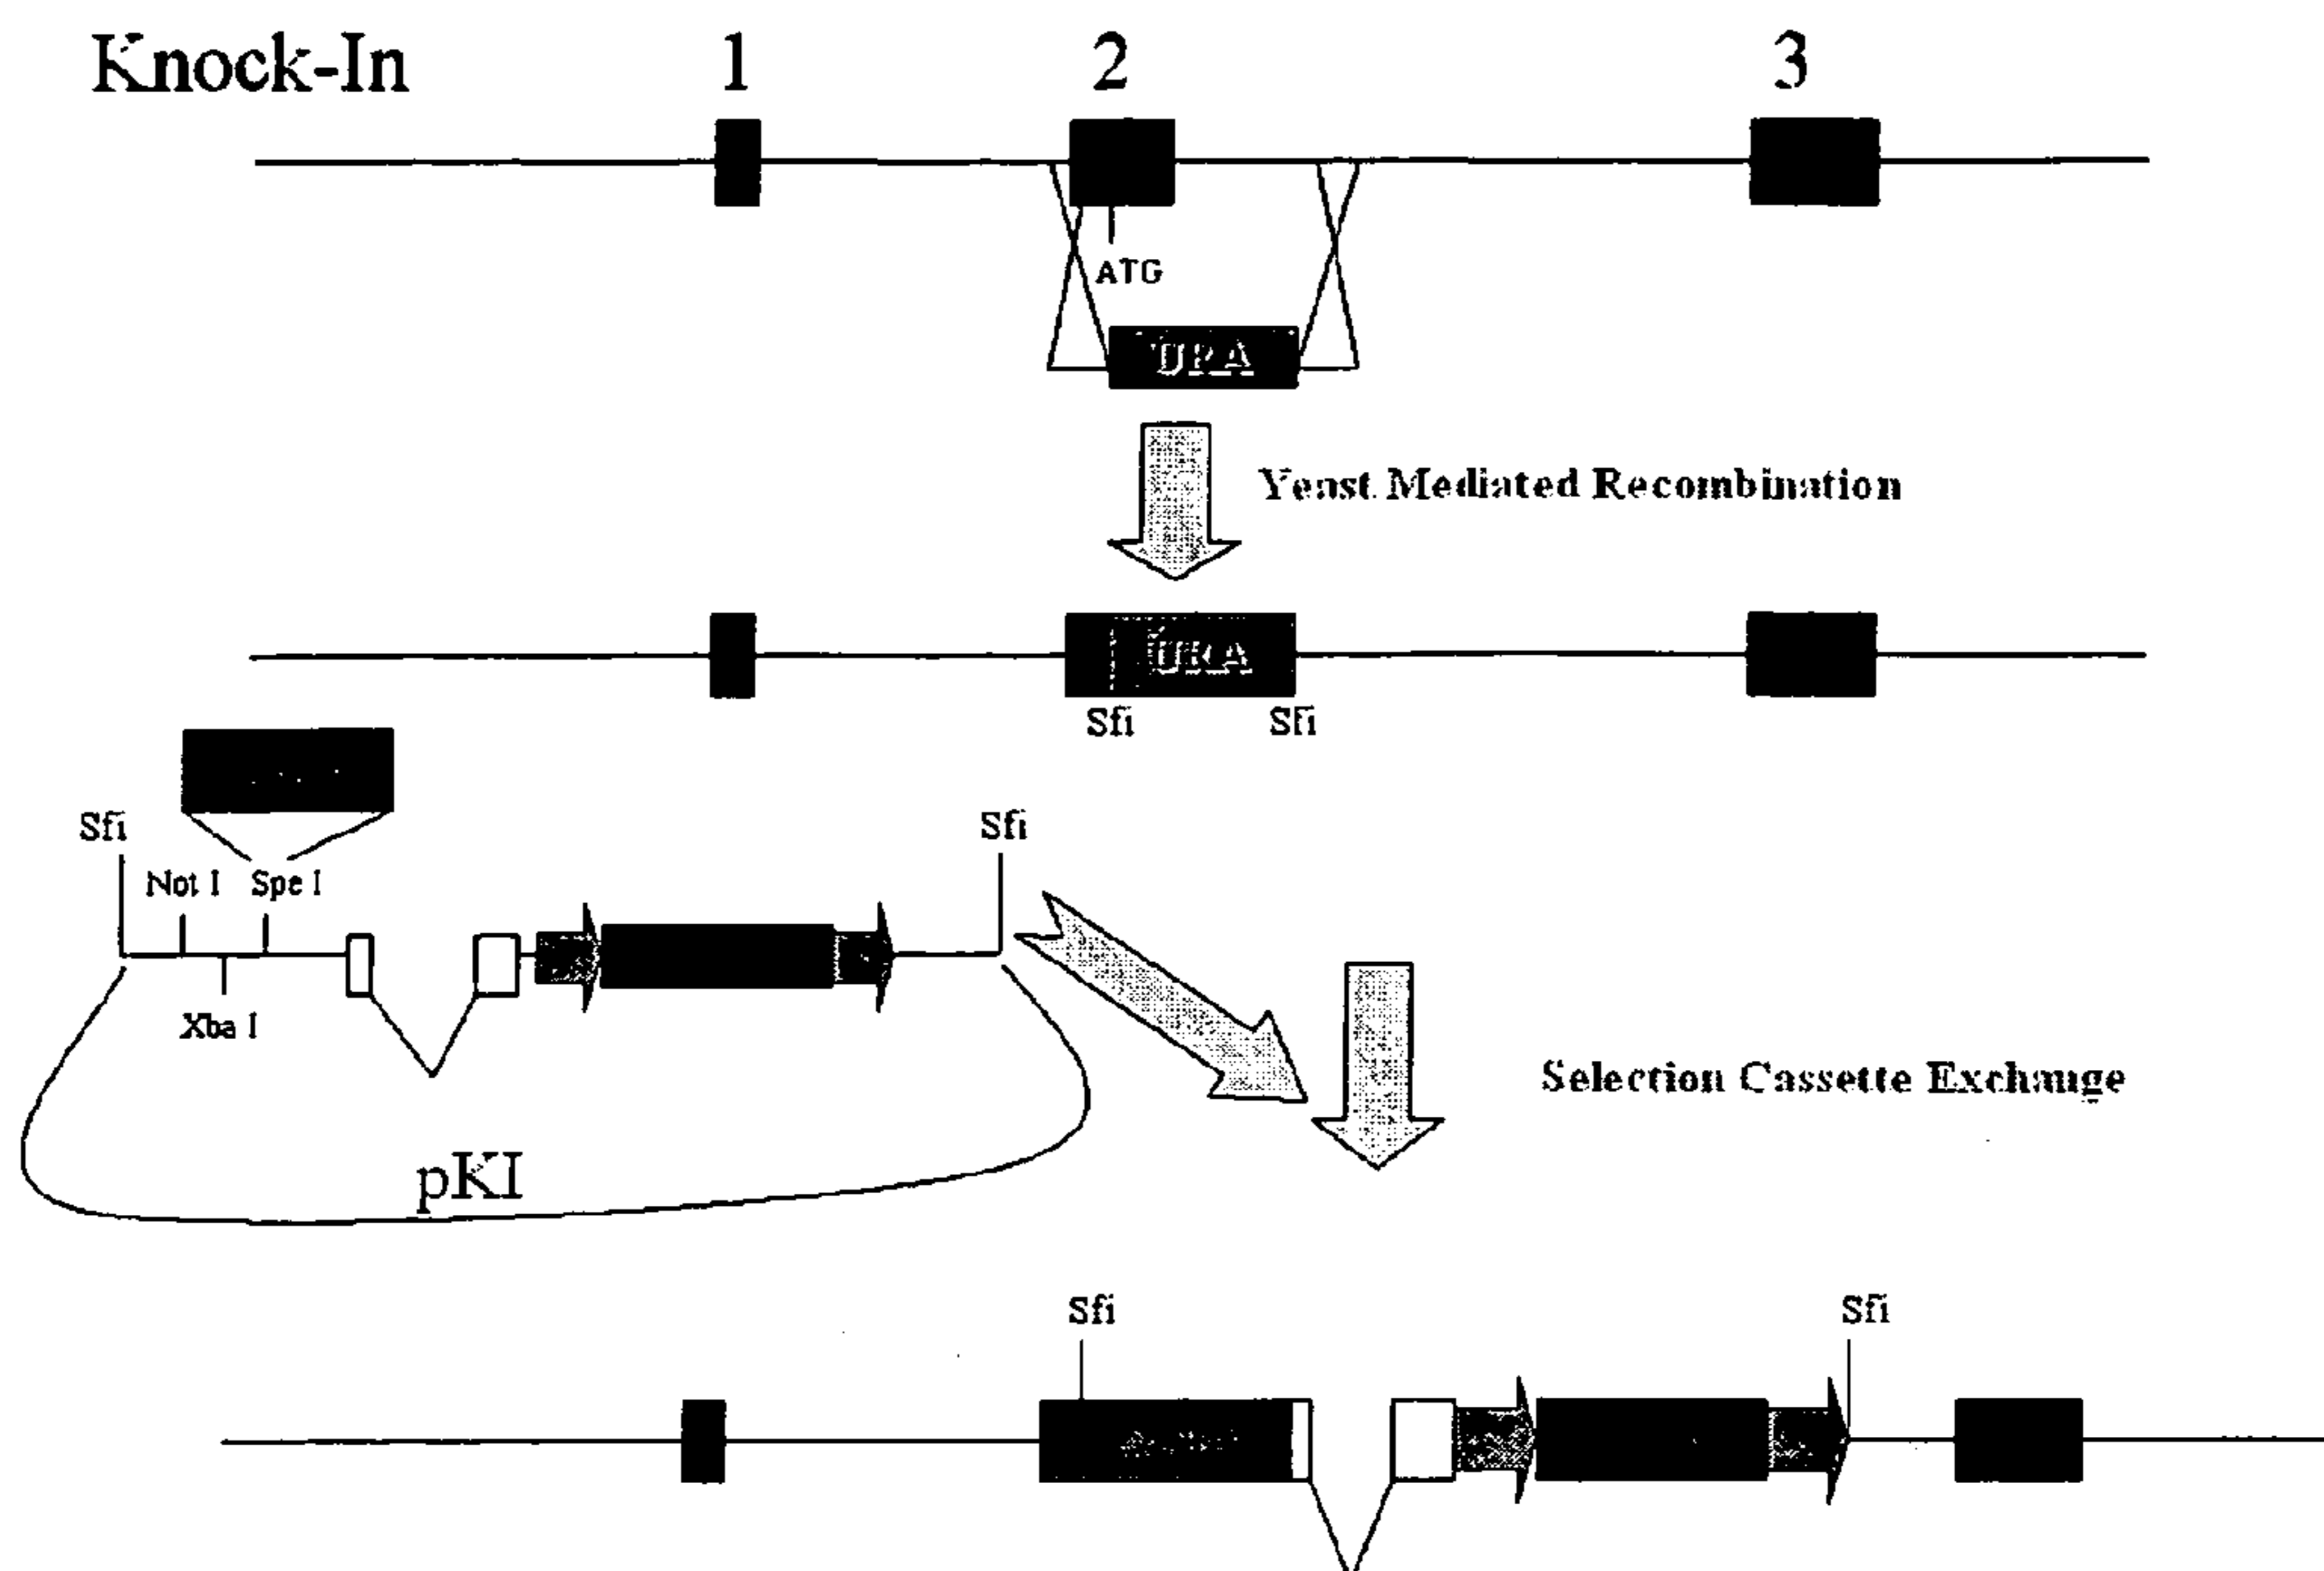 Knock-In 1 2 3
ATG
URA
Yeast Mediated Recombination
URA
Sfi Sfi
Sfi Sfi
Not I Spe I
Xba I
Selection Cassette Exchange
pKI
Sfi Sfi